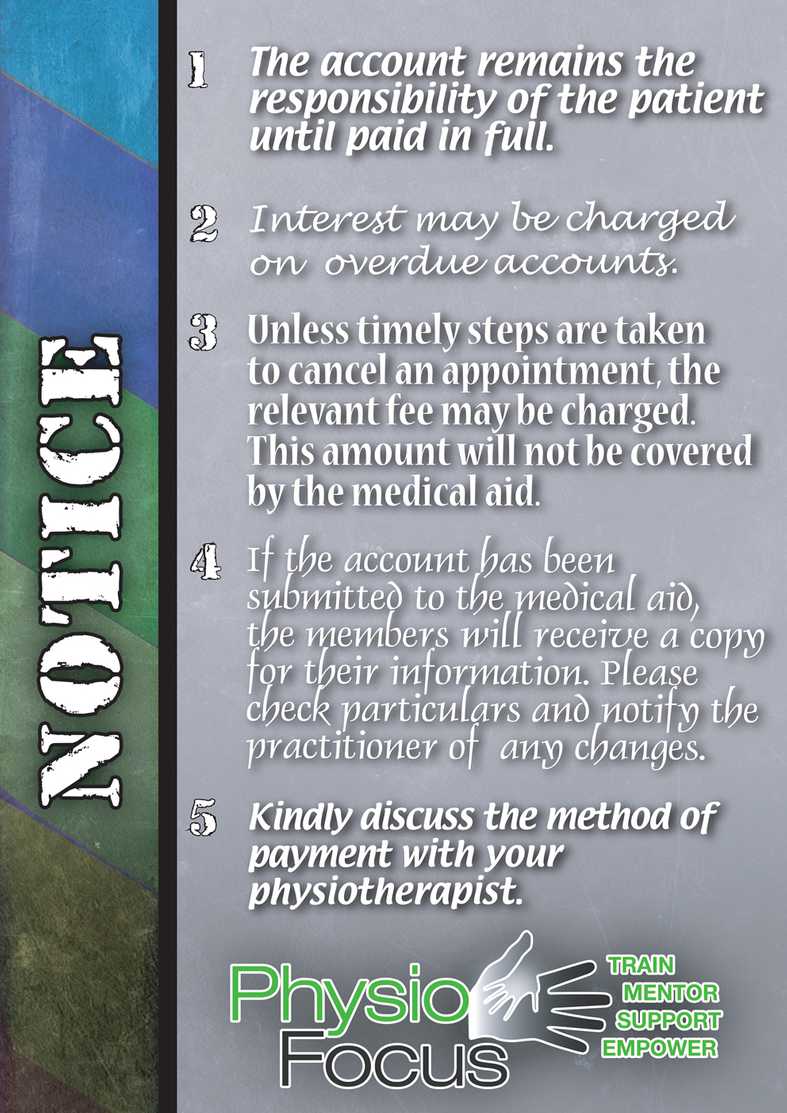 NOTICE
1 The account remains the
responsibility of the patient
until paid in full.
2 Interest may be charged
on overdue accounts.
3 Unless timely steps are taken
to cancel an appointment, the
relevant fee may be charged.
This amount will not be covered
by the medical aid.
4 If the account has been
submitted to the medical aid,
the members will receive a copy
for their information. Please
check particulars and notify the
practitioner of any changes.
5 Kindly discuss the method of
payment with your
physiotherapist.
Physio
Focus
TRAIN
MENTOR
SUPPORT
EMPOWER